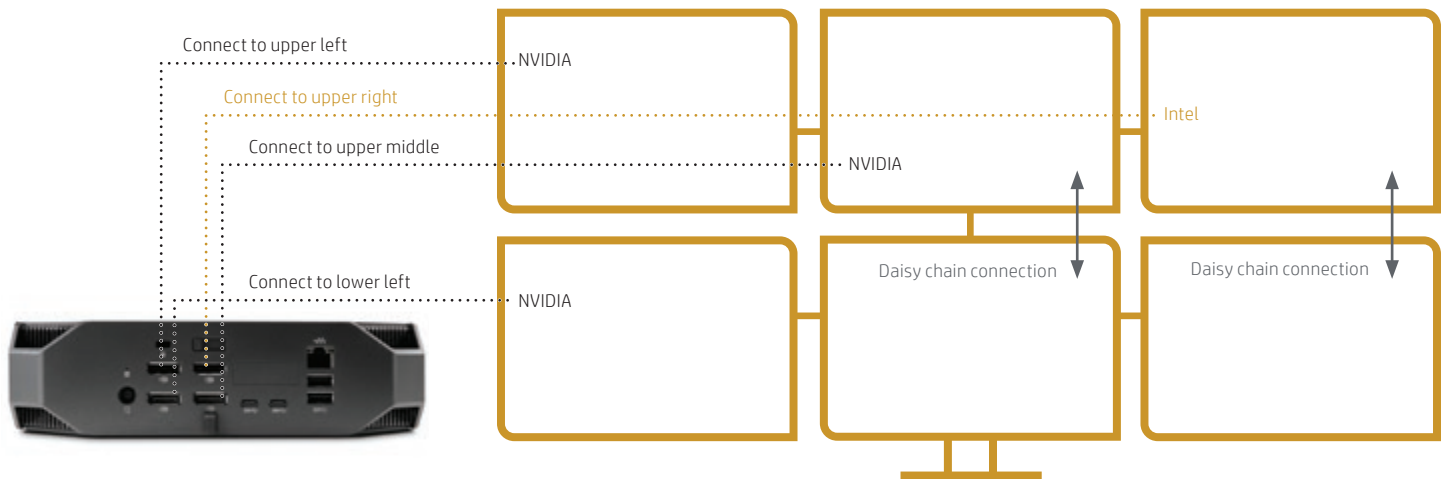 Connect to upper left
NVIDIA
Connect to upper right
Intel
Connect to upper middle
NVIDIA
Daisy chain connection
Daisy chain connection
Connect to lower left
NVIDIA